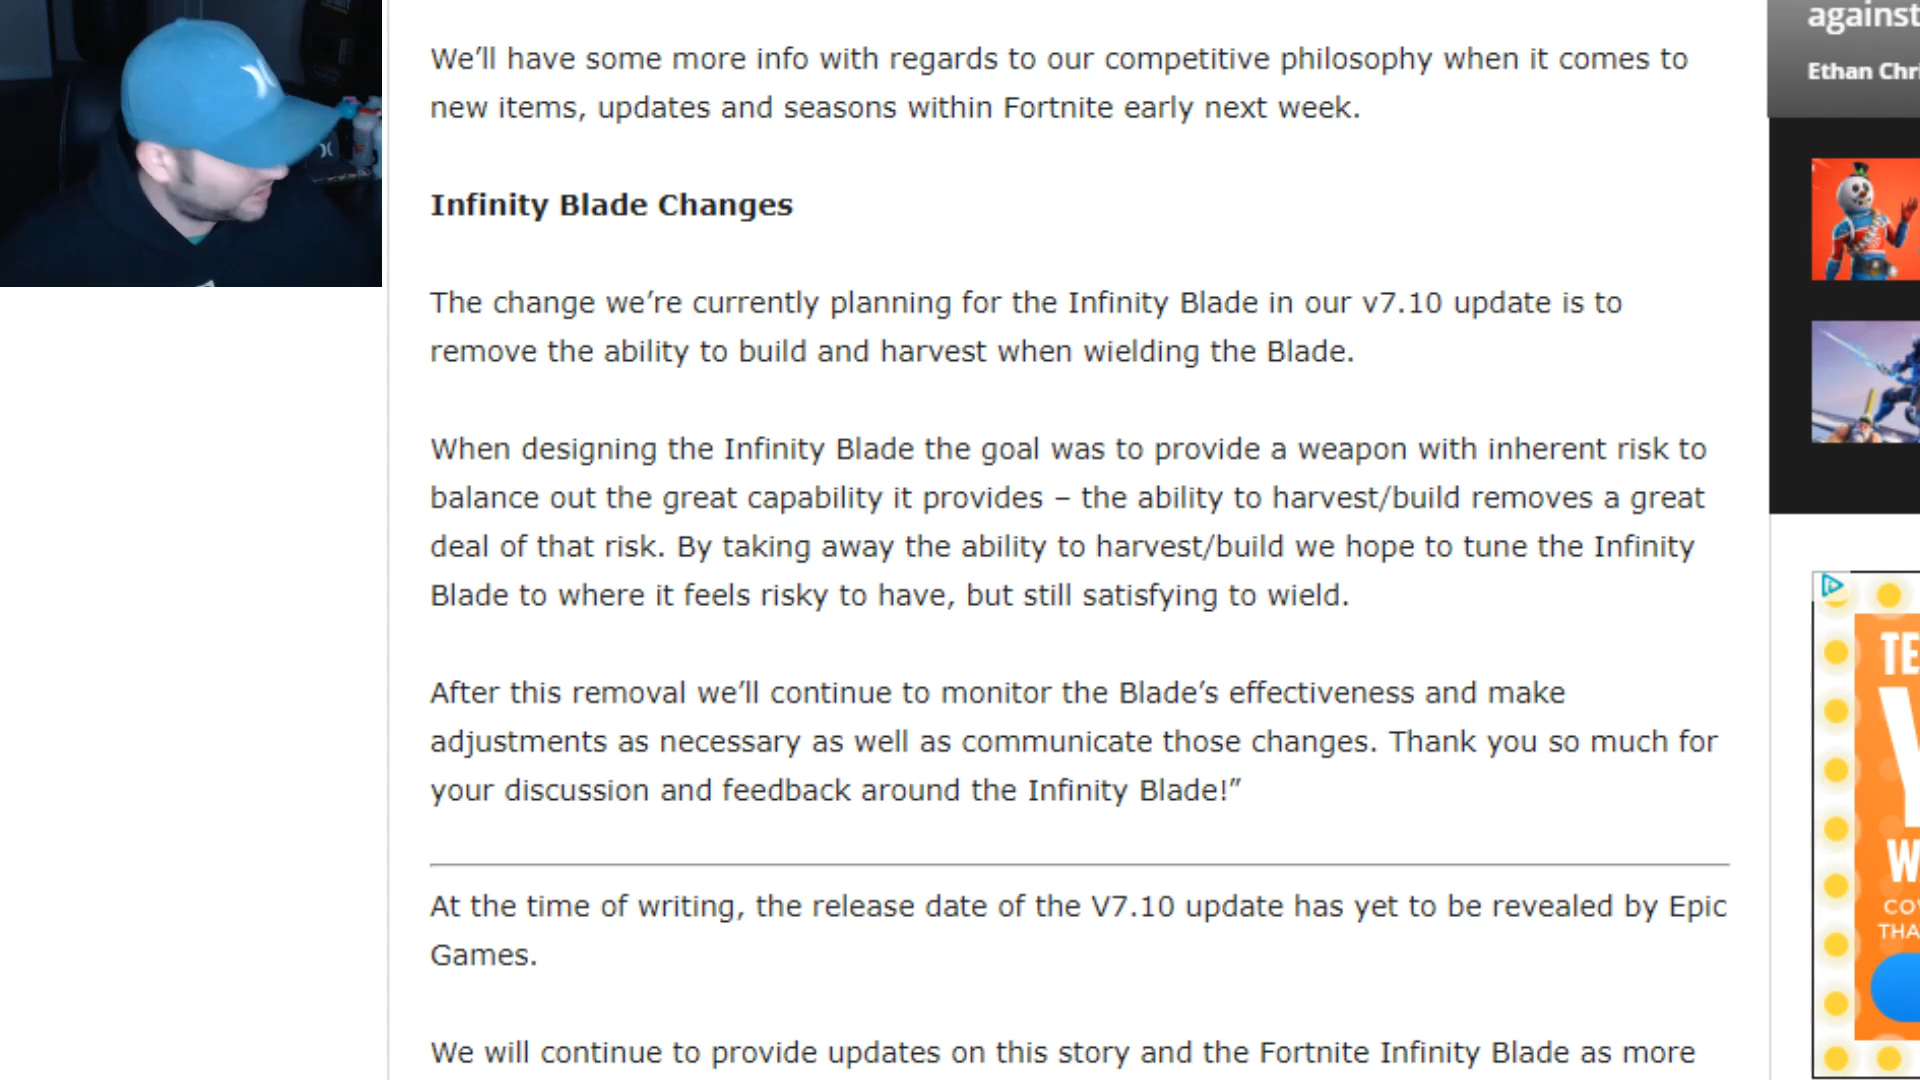 We’ll have some more info with regards to our competitive philosophy when it comes to
new items, updates and seasons within Fortnite early next week.
Infinity Blade Changes
The change we’re currently planning for the Infinity Blade in our v7.10 update is to
remove the ability to build and harvest when wielding the Blade.
When designing the Infinity Blade the goal was to provide a weapon with inherent risk to
balance out the great capability it provides – the ability to harvest/build removes a great
deal of that risk. By taking away the ability to harvest/build we hope to tune the Infinity
Blade to where it feels risky to have, but still satisfying to wield.
After this removal we’ll continue to monitor the Blade’s effectiveness and make
adjustments as necessary as well as communicate those changes. Thank you so much for
your discussion and feedback around the Infinity Blade!”
At the time of writing, the release date of the V7.10 update has yet to be revealed by Epic
Games.
We will continue to provide updates on this story and the Fortnite Infinity Blade as more
against
Ethan Chri
TE
W
CO
THA